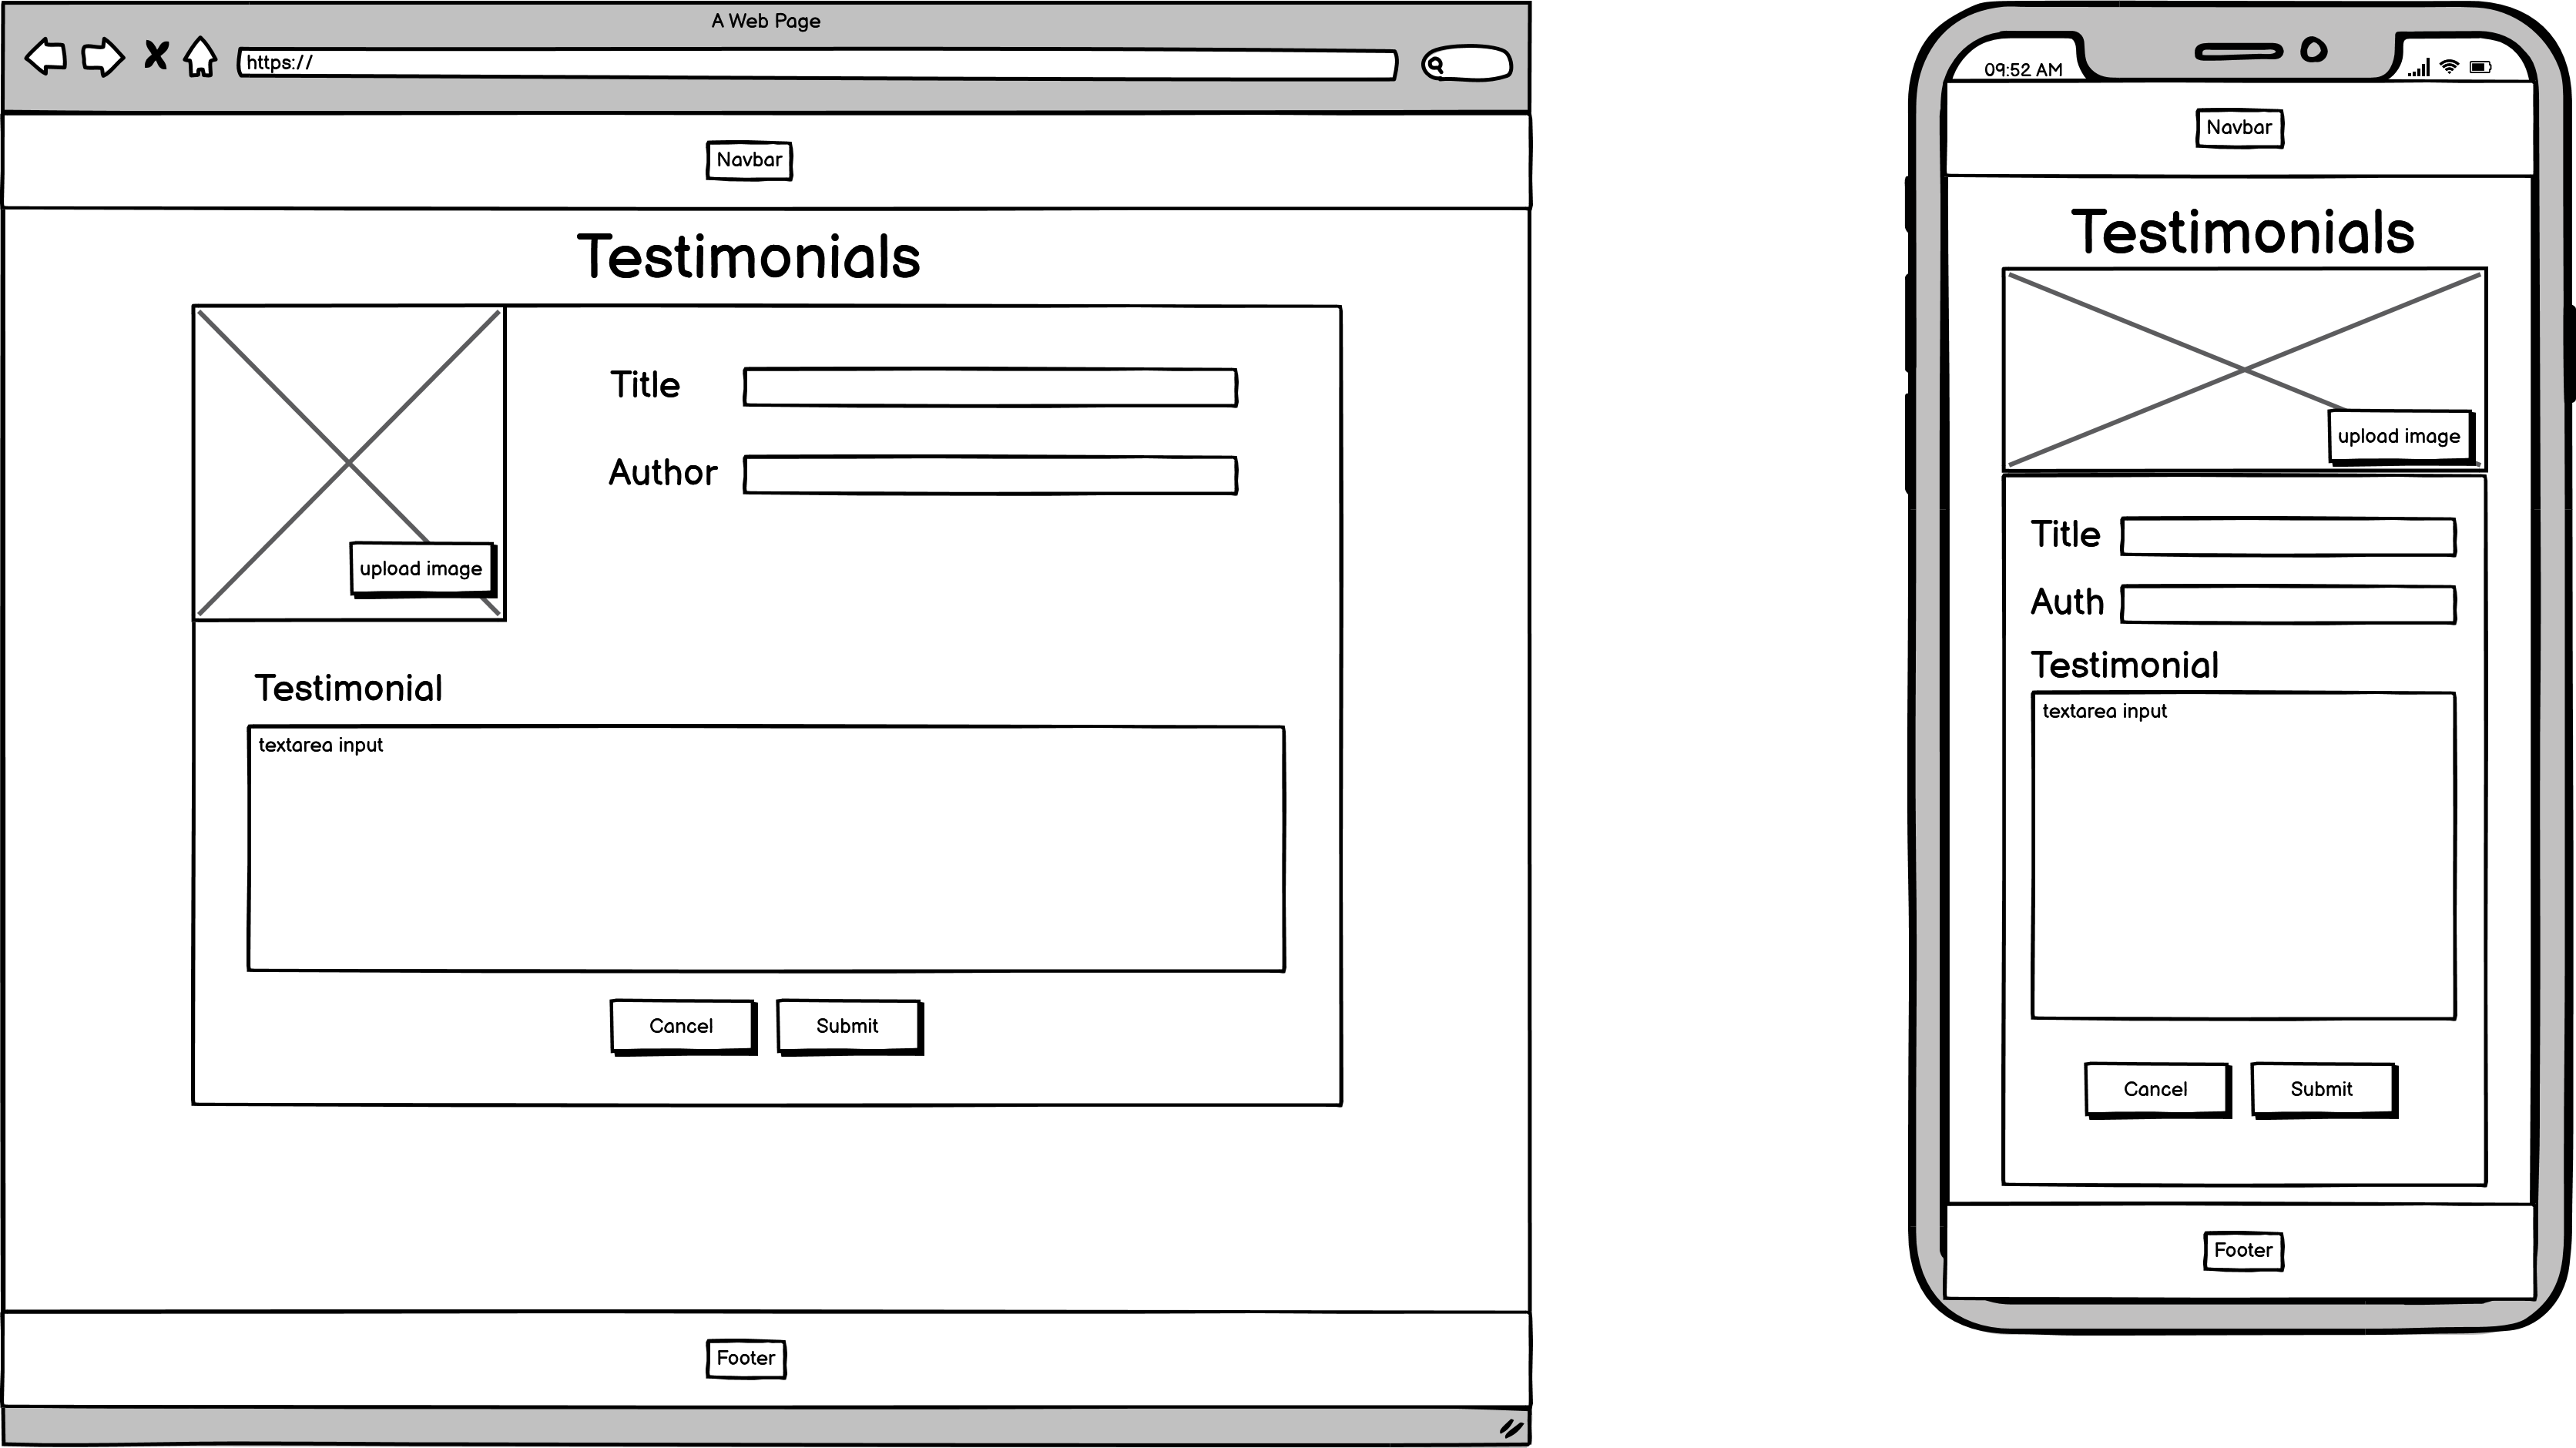 A Web Page
https://
Navbar
Testimonials
Title
Author
upload image
Testimonial
textarea input
Cancel
Submit
Footer
09:52 AM
Navbar
Testimonials
upload image
Title
Auth
Testimonial
textarea input
Cancel
Submit
Footer